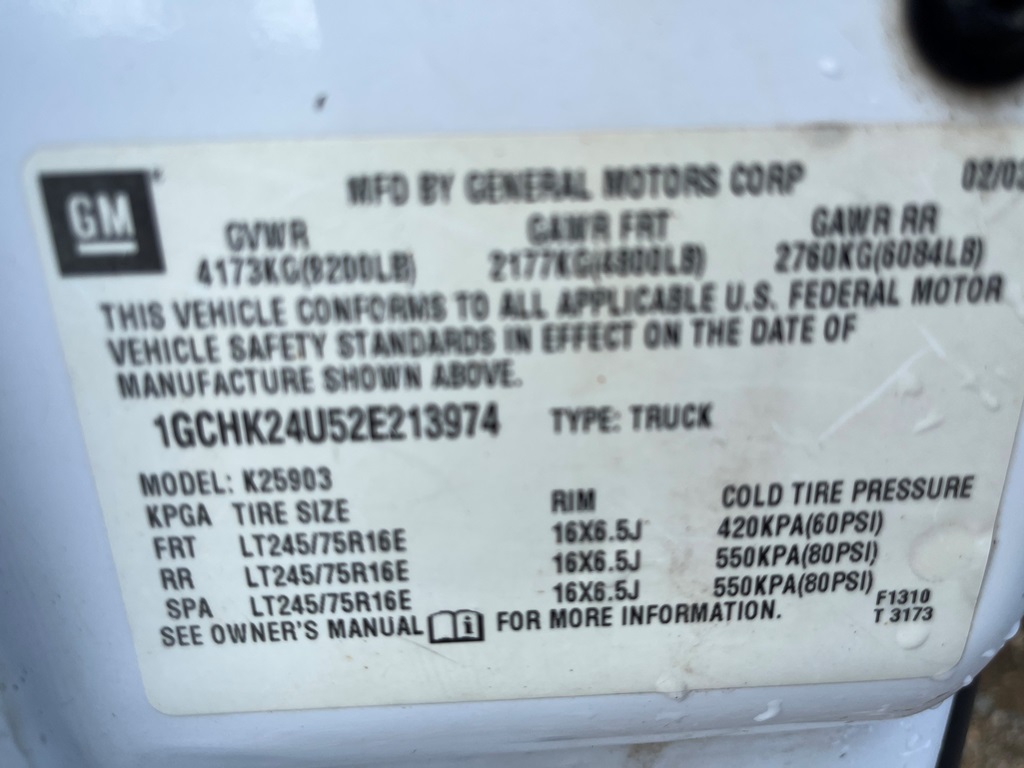 GM MFD BY GENERAL MOTORS CORP 02/02
GVWR GAWR FRT GAWR RR
4173KG(9200LB) 2177KG(4800LB) 2760KG(6084LB)
THIS VEHICLE CONFORMS TO ALL APPLICABLE U.S. FEDERAL MOTOR
VEHICLE SAFETY STANDARDS IN EFFECT ON THE DATE OF
MANUFACTURE SHOWN ABOVE.
1GCHK24U52E213974 TYPE: TRUCK
MODEL: K25903
KPGA TIRE SIZE RIM COLD TIRE PRESSURE
FRT LT245/75R16E 16X6.5J 420KPA(60PSI)
RR LT245/75R16E 16X6.5J 550KPA(80PSI)
SPA LT245/75R16E 16X6.5J 550KPA(80PSI)
SEE OWNER'S MANUAL i FOR MORE INFORMATION.
F1310
T 3173